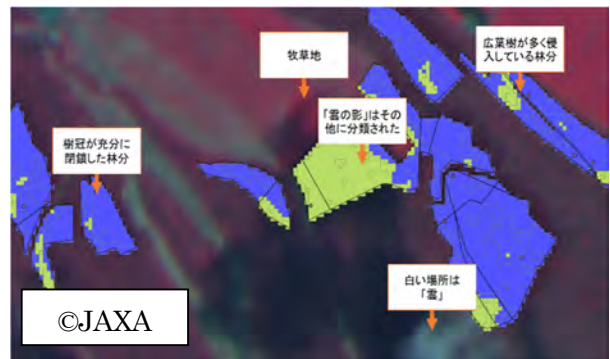 牧草地
広葉樹が多く侵
入している林分
「雲の影」はその
他に分類された
樹冠が充分に
閉鎖した林分
白い場所は
「雲」
©JAXA